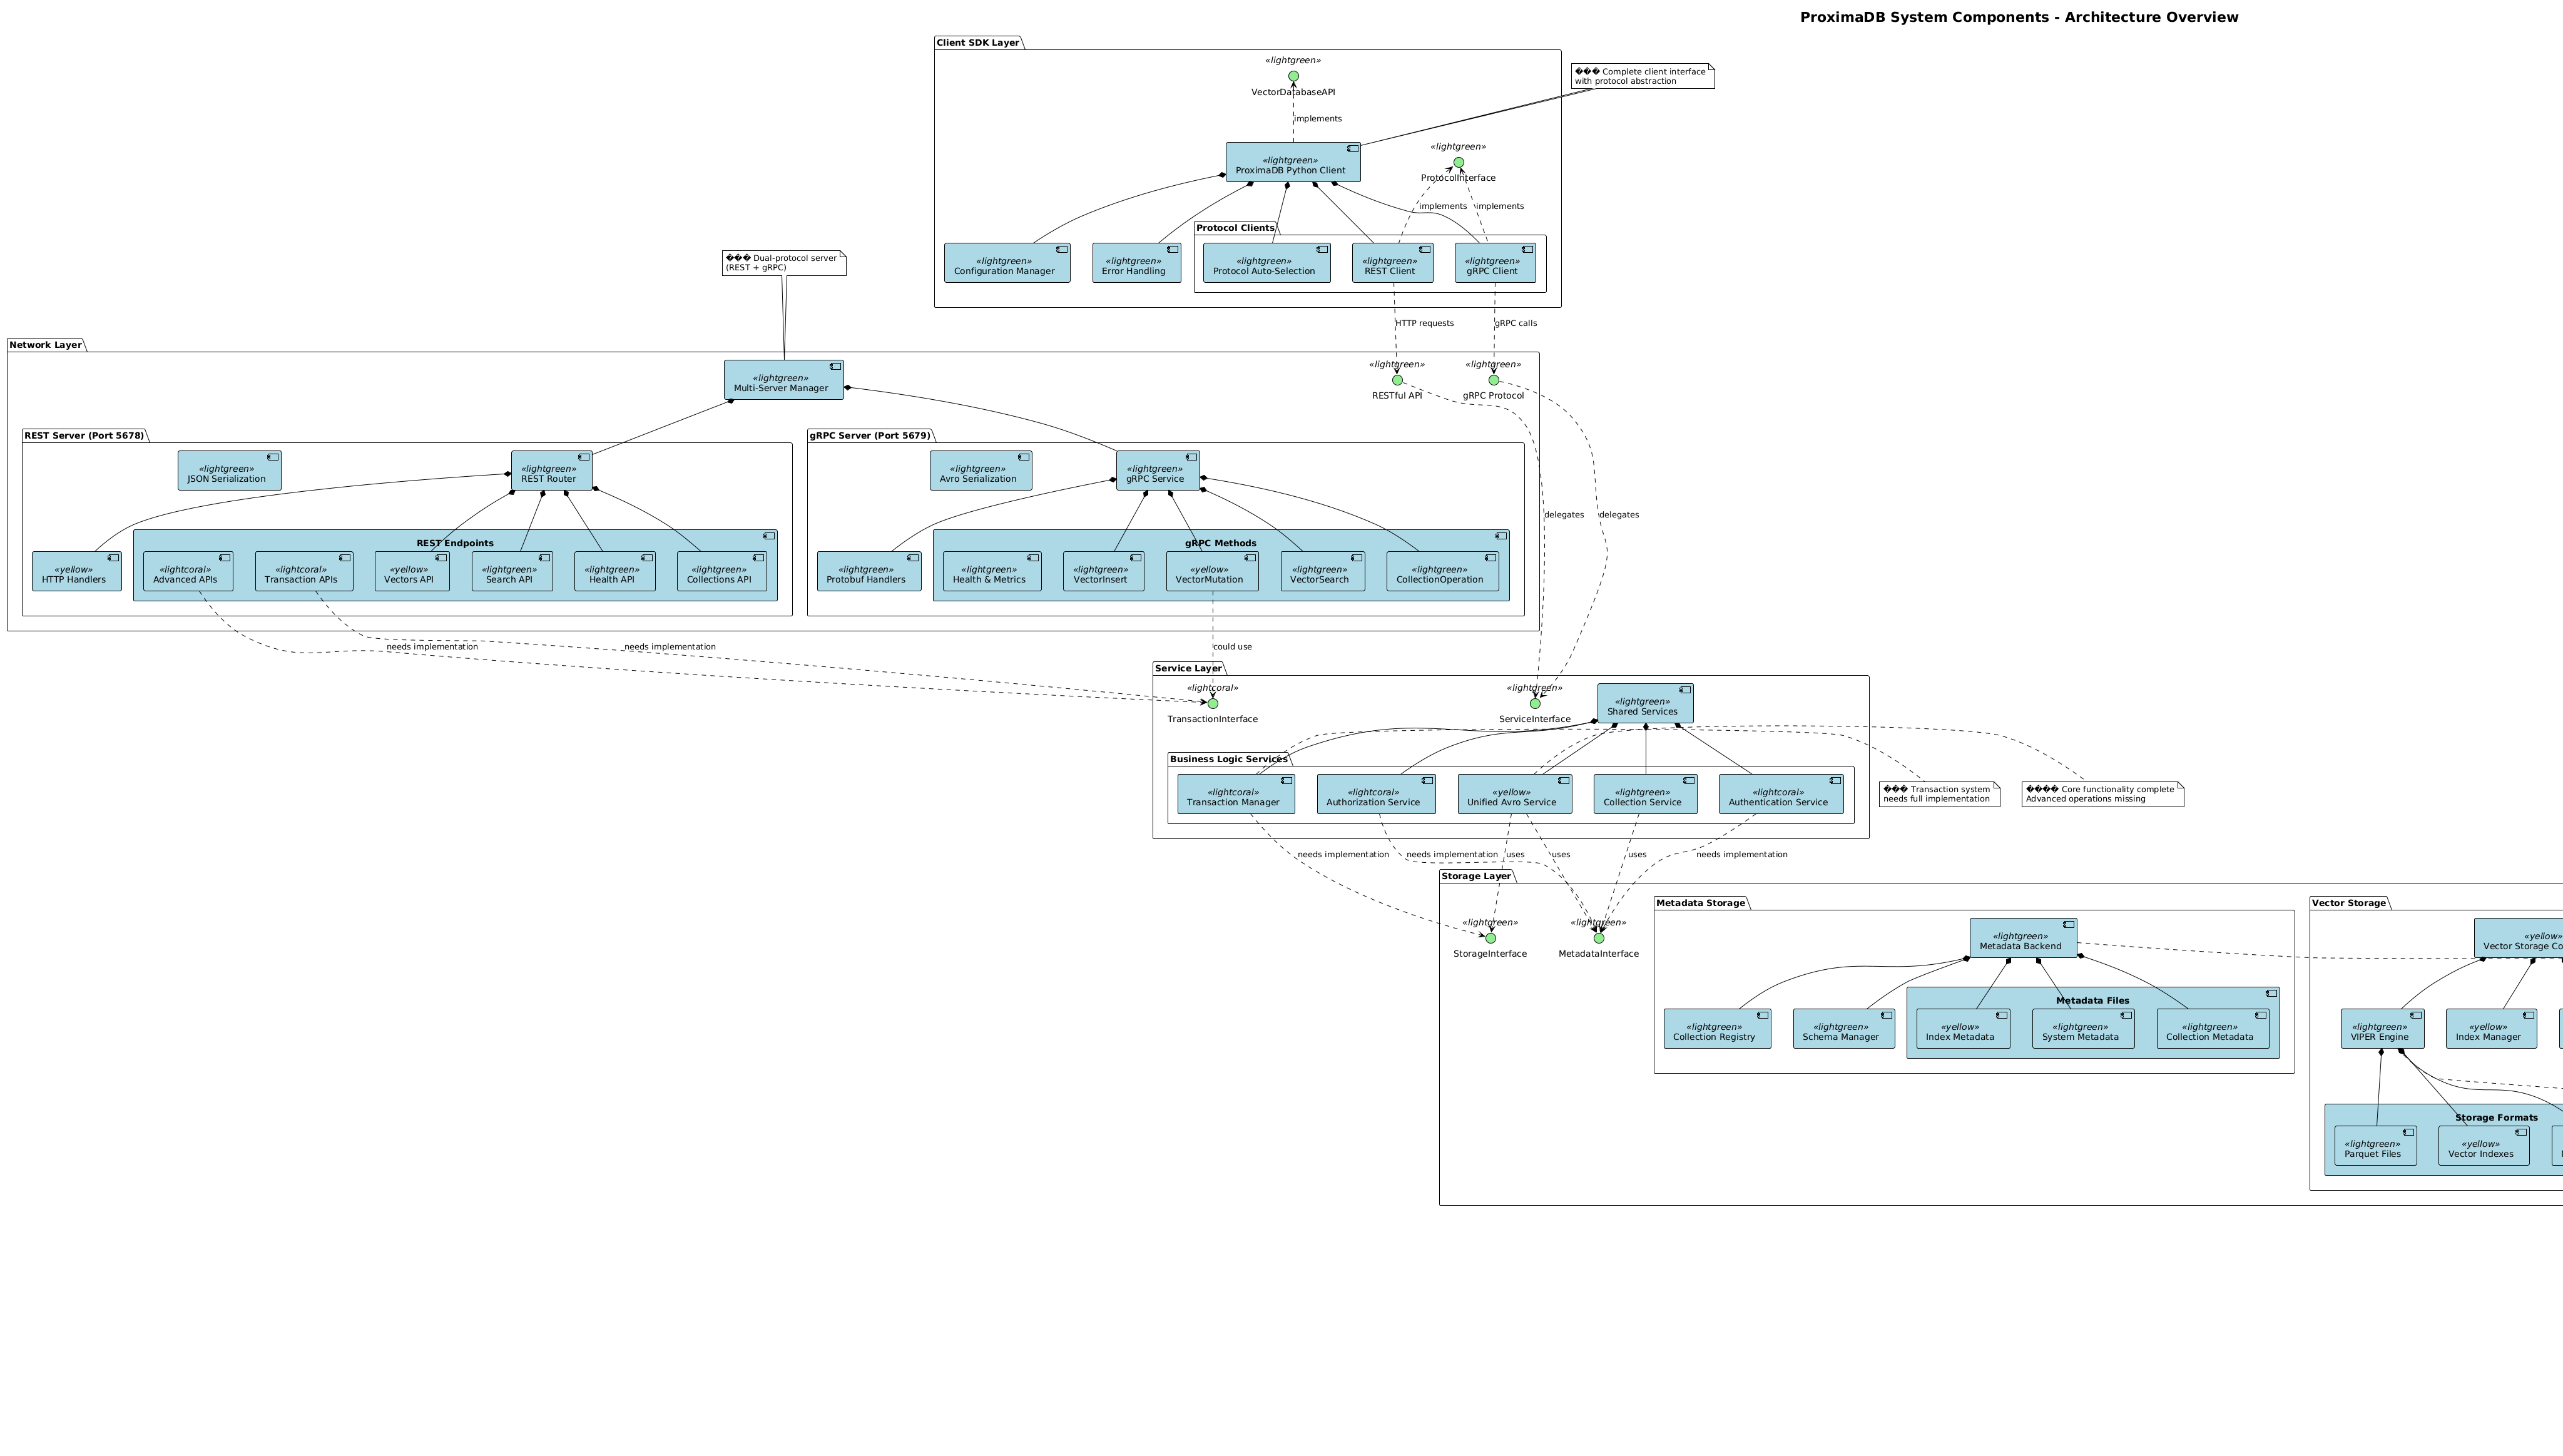 ProximaDB System Components - Architecture Overview
Client SDK Layer
«lightgreen»
VectorDatabaseAPI
��� Complete client interface
with protocol abstraction
implements
«lightgreen»
ProximaDB Python Client
«lightgreen»
ProtocolInterface
implements
implements
Protocol Clients
«lightgreen»
Configuration Manager
«lightgreen»
Error Handling
«lightgreen»
Protocol Auto-Selection
«lightgreen»
REST Client
«lightgreen»
gRPC Client
��� Dual-protocol server
(REST + gRPC)
HTTP requests
gRPC calls
Network Layer
«lightgreen»
Multi-Server Manager
«lightgreen»
RESTful API
«lightgreen»
gRPC Protocol
REST Server (Port 5678)
«lightgreen»
JSON Serialization
«lightgreen»
REST Router
REST Endpoints
«yellow»
HTTP Handlers
«lightcoral»
Advanced APIs
«lightcoral»
Transaction APIs
«yellow»
Vectors API
«lightgreen»
Search API
«lightgreen»
Health API
«lightgreen»
Collections API
gRPC Server (Port 5679)
«lightgreen»
Avro Serialization
«lightgreen»
gRPC Service
gRPC Methods
«lightgreen»
Protobuf Handlers
«lightgreen»
Health & Metrics
«lightgreen»
VectorInsert
«yellow»
VectorMutation
«lightgreen»
VectorSearch
«lightgreen»
CollectionOperation
delegates
delegates
needs implementation
needs implementation
could use
Service Layer
«lightcoral»
TransactionInterface
«lightgreen»
ServiceInterface
«lightgreen»
Shared Services
Business Logic Services
«lightcoral»
Transaction Manager
«lightcoral»
Authorization Service
«yellow»
Unified Avro Service
«lightgreen»
Collection Service
«lightcoral»
Authentication Service
��� Transaction system
needs full implementation
���� Core functionality complete
Advanced operations missing
needs implementation
needs implementation
uses
uses
uses
needs implementation
Storage Layer
«lightgreen»
StorageInterface
«lightgreen»
MetadataInterface
Metadata Storage
«lightgreen»
Metadata Backend
«lightgreen»
Collection Registry
«lightgreen»
Schema Manager
Metadata Files
«yellow»
Index Metadata
«lightgreen»
System Metadata
«lightgreen»
Collection Metadata
Vector Storage
«yellow»
Vector Storage Co
«lightgreen»
VIPER Engine
«yellow»
Index Manager
Storage Formats
«lightgreen»
Parquet Files
«yellow»
Vector Indexes